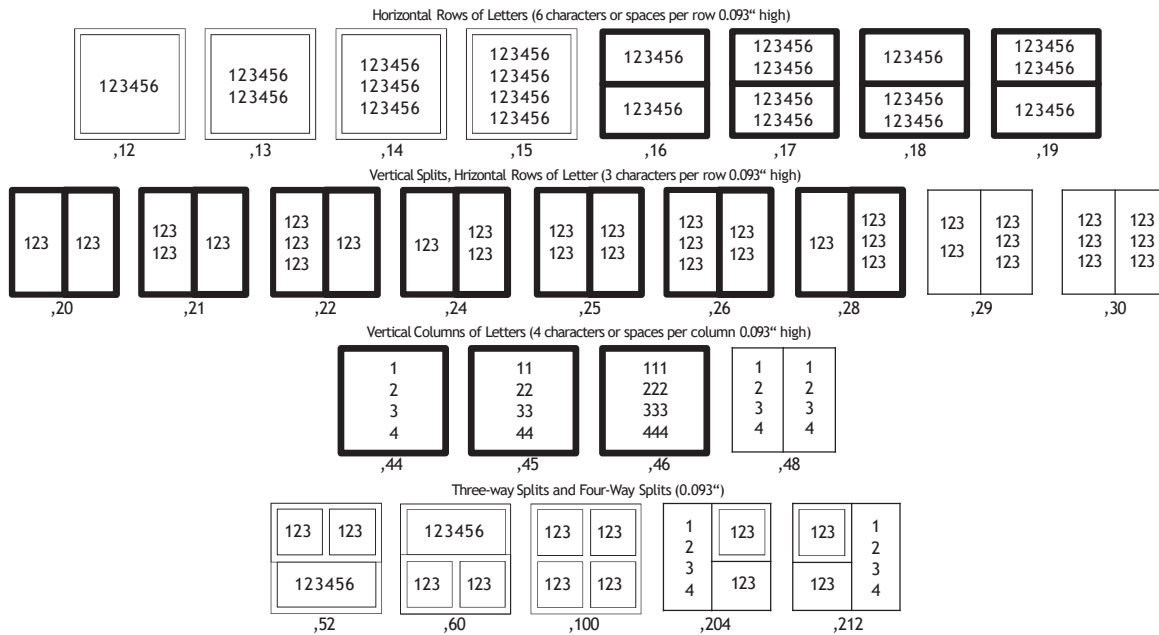 Horizontal Rows of Letters (6 characters or spaces per row 0.093“ high)
123456 123456 123456 123456 123456 123456 123456 123456
123456 123456 123456 123456
123456 123456 123456 123456 123456 123456
123456 123456 123456
,12 ,13 ,14 ,15 ,16 ,17 ,18 ,19
Vertical Splits, Hrizontal Rows of Letter (3 characters per row 0.093“ high)
123 123 123 123 123 123 123 123 123 123 123 123 123 123 123 123 123 123
123 123 123 123 123 123 123 123 123 123 123 123 123
123 123 123 123 123 123
,20 ,21 ,22 ,24 ,25 ,26 ,28 ,29 ,30
Vertical Columns of Letters (4 characters or spaces per column 0.093“ high)
1 11 111 1 1
2 22 222 2 2
3 33 333 3 3
4 44 444 4 4
,44 ,45 ,46 ,48
Three-way Splits and Four-Way Splits (0.093“)
123 123 123456 123 123 1 2 3 4 123 123 1 2 3 4
123456 123 123 123 123 123 123
,52 ,60 ,100 ,204 ,212